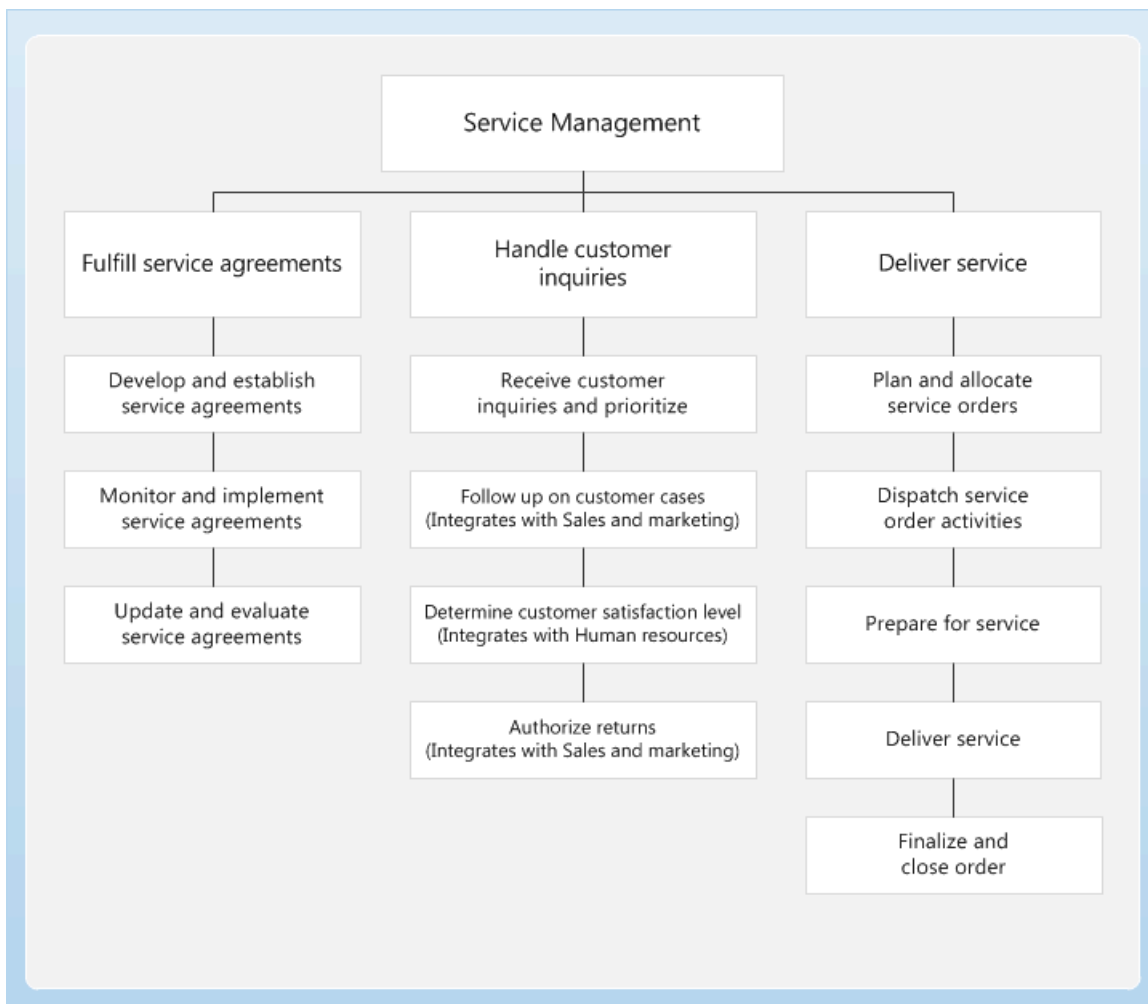 Service Management
Fulfill service agreements
Develop and establish
service agreements
Monitor and implement
service agreements
Update and evaluate
service agreements
Handle customer
inquiries
Receive customer
inquiries and prioritize
Follow up on customer cases
(Integrates with Sales and marketing)
Determine customer satisfaction level
(Integrates with Human resources)
Authorize returns
(Integrates with Sales and marketing)
Deliver service
Plan and allocate
service orders
Dispatch service
order activities
Prepare for service
Deliver service
Finalize and
close order